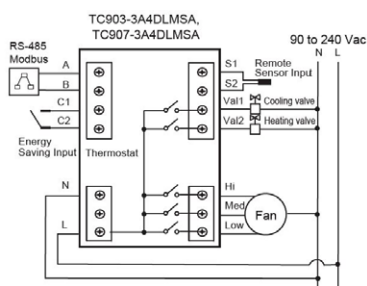 TC903-3A4DLMSA,
TC907-3A4DLMSA
RS-485
Modbus
A
B
C1
C2
Energy
Saving Input
Thermostat
N
L
S1
S2
Remote
Sensor Input
Val1
Cooling valve
Val2
Heating valve
Hi
Med
Low
Fan
90 to 240 Vac
N L